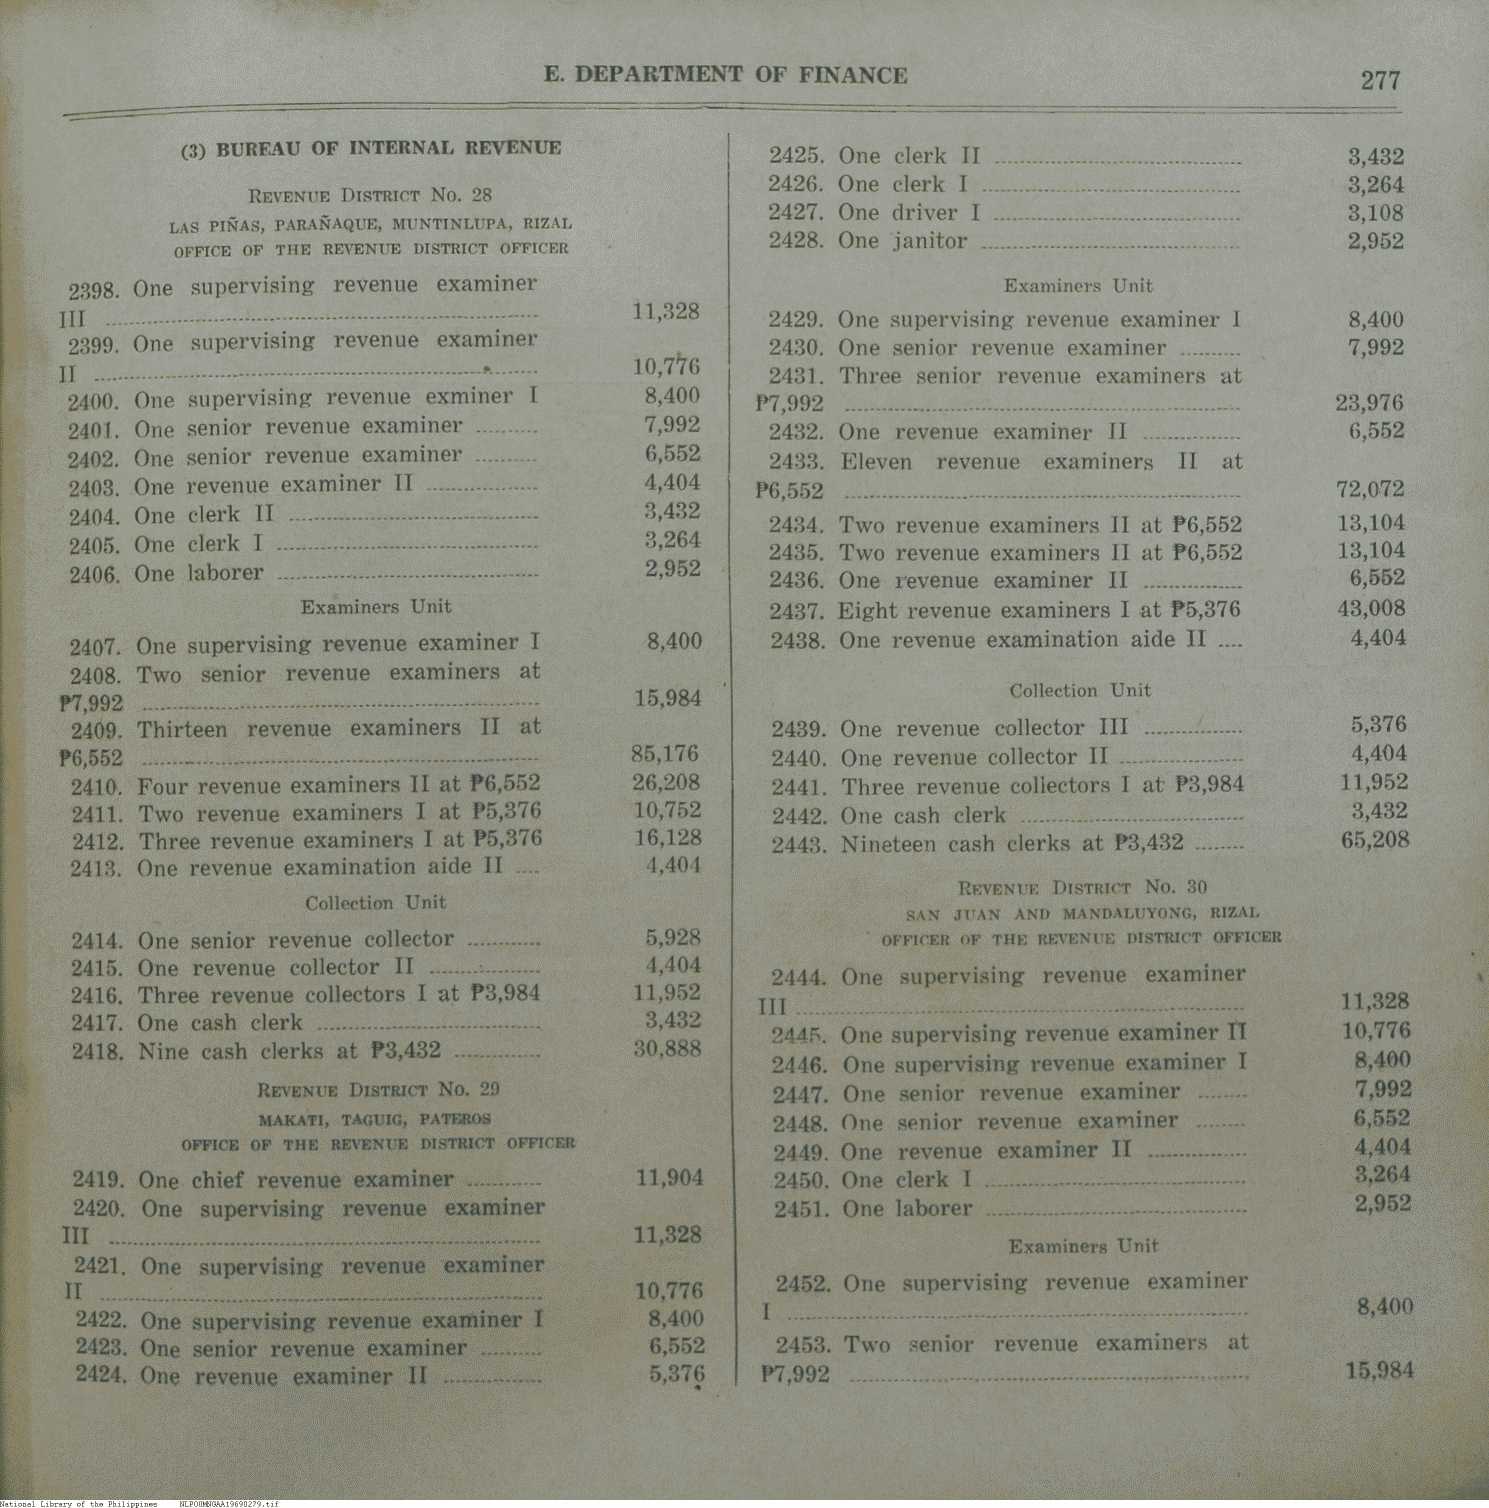 E. DEPARTMENT OF FINANCE 277
(3) BUREAU OF INTERNAL REVENUE
REVENUE DISTRICT No. 28
LAS PIÑAS, PARAÑAQUE, MUNTINLUPA, RIZAL
OFFICE OF THE REVENUE DISTRICT OFFICER
2398. One supervising revenue examiner
III ........ 11,328
2399. One supervising revenue examiner
II ........ 10,776
2400. One supervising revenue exminer I 8,400
2401. One senior revenue examiner ........ 7,992
2402. One senior revenue examiner ........ 6,552
2403. One revenue examiner II ........ 4,404
2404. One clerk II ........ 3,432
2405. One clerk I ........ 3,264
2406. One laborer ........ 2,952
Examiners Unit
2407. One supervising revenue examiner I 8,400
2408. Two senior revenue examiners at
₱7,992 ........ 15,984
2409. Thirteen revenue examiners II at
₱6,552 ........ 85,176
2410. Four revenue examiners II at ₱6,552 26,208
2411. Two revenue examiners I at ₱5,376 10,752
2412. Three revenue examiners I at ₱5,376 16,128
2413. One revenue examination aide II .... 4,404
Collection Unit
2414. One senior revenue collector ........ 5,928
2415. One revenue collector II ........ 4,404
2416. Three revenue collectors I at ₱3,984 11,952
2417. One cash clerk ........ 3,432
2418. Nine cash clerks at ₱3,432 ........ 30,888
REVENUE DISTRICT No. 29
MAKATI, TAGUIG, PATEROS
OFFICE OF THE REVENUE DISTRICT OFFICER
2419. One chief revenue examiner ........ 11,904
2420. One supervising revenue examiner
III ........ 11,328
2421. One supervising revenue examiner
II ........ 10,776
2422. One supervising revenue examiner I 8,400
2423. One senior revenue examiner ........ 6,552
2424. One revenue examiner II ........ 5,376
2425. One clerk II ........ 3,432
2426. One clerk I ........ 3,264
2427. One driver I ........ 3,108
2428. One janitor ........ 2,952
Examiners Unit
2429. One supervising revenue examiner I 8,400
2430. One senior revenue examiner ........ 7,992
2431. Three senior revenue examiners at
₱7,992 ........ 23,976
2432. One revenue examiner II ........ 6,552
2433. Eleven revenue examiners II at
₱6,552 ........ 72,072
2434. Two revenue examiners II at ₱6,552 13,104
2435. Two revenue examiners II at ₱6,552 13,104
2436. One revenue examiner II ........ 6,552
2437. Eight revenue examiners I at ₱5,376 43,008
2438. One revenue examination aide II .... 4,404
Collection Unit
2439. One revenue collector III ........ 5,376
2440. One revenue collector II ........ 4,404
2441. Three revenue collectors I at ₱3,984 11,952
2442. One cash clerk ........ 3,432
2443. Nineteen cash clerks at ₱3,432 ........ 65,208
REVENUE DISTRICT No. 30
SAN JUAN AND MANDALUYONG, RIZAL
OFFICER OF THE REVENUE DISTRICT OFFICER
2444. One supervising revenue examiner
III ........ 11,328
2445. One supervising revenue examiner II 10,776
2446. One supervising revenue examiner I 8,400
2447. One senior revenue examiner ........ 7,992
2448. One senior revenue examiner ........ 6,552
2449. One revenue examiner II ........ 4,404
2450. One clerk I ........ 3,264
2451. One laborer ........ 2,952
Examiners Unit
2452. One supervising revenue examiner
I ........ 8,400
2453. Two senior revenue examiners at
₱7,992 ........ 15,984
National Library of the Philippines NLPO0MNGAA19690279.tif